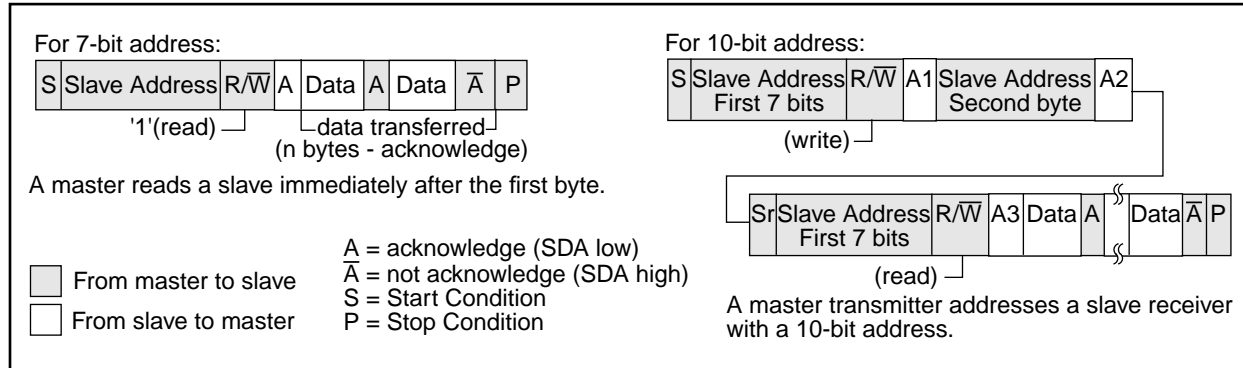 For 7-bit address:
S Slave Address R/W̅ A Data A Data A̅ P
'1'(read) data transferred
(n bytes - acknowledge)
A master reads a slave immediately after the first byte.
From master to slave
From slave to master
A = acknowledge (SDA low)
A̅ = not acknowledge (SDA high)
S = Start Condition
P = Stop Condition
For 10-bit address:
S Slave Address R/W̅ A1 Slave Address A2
First 7 bits Second byte
(write)
Sr Slave Address R/W̅ A3 Data A Data A̅ P
First 7 bits
(read)
A master transmitter addresses a slave receiver
with a 10-bit address.